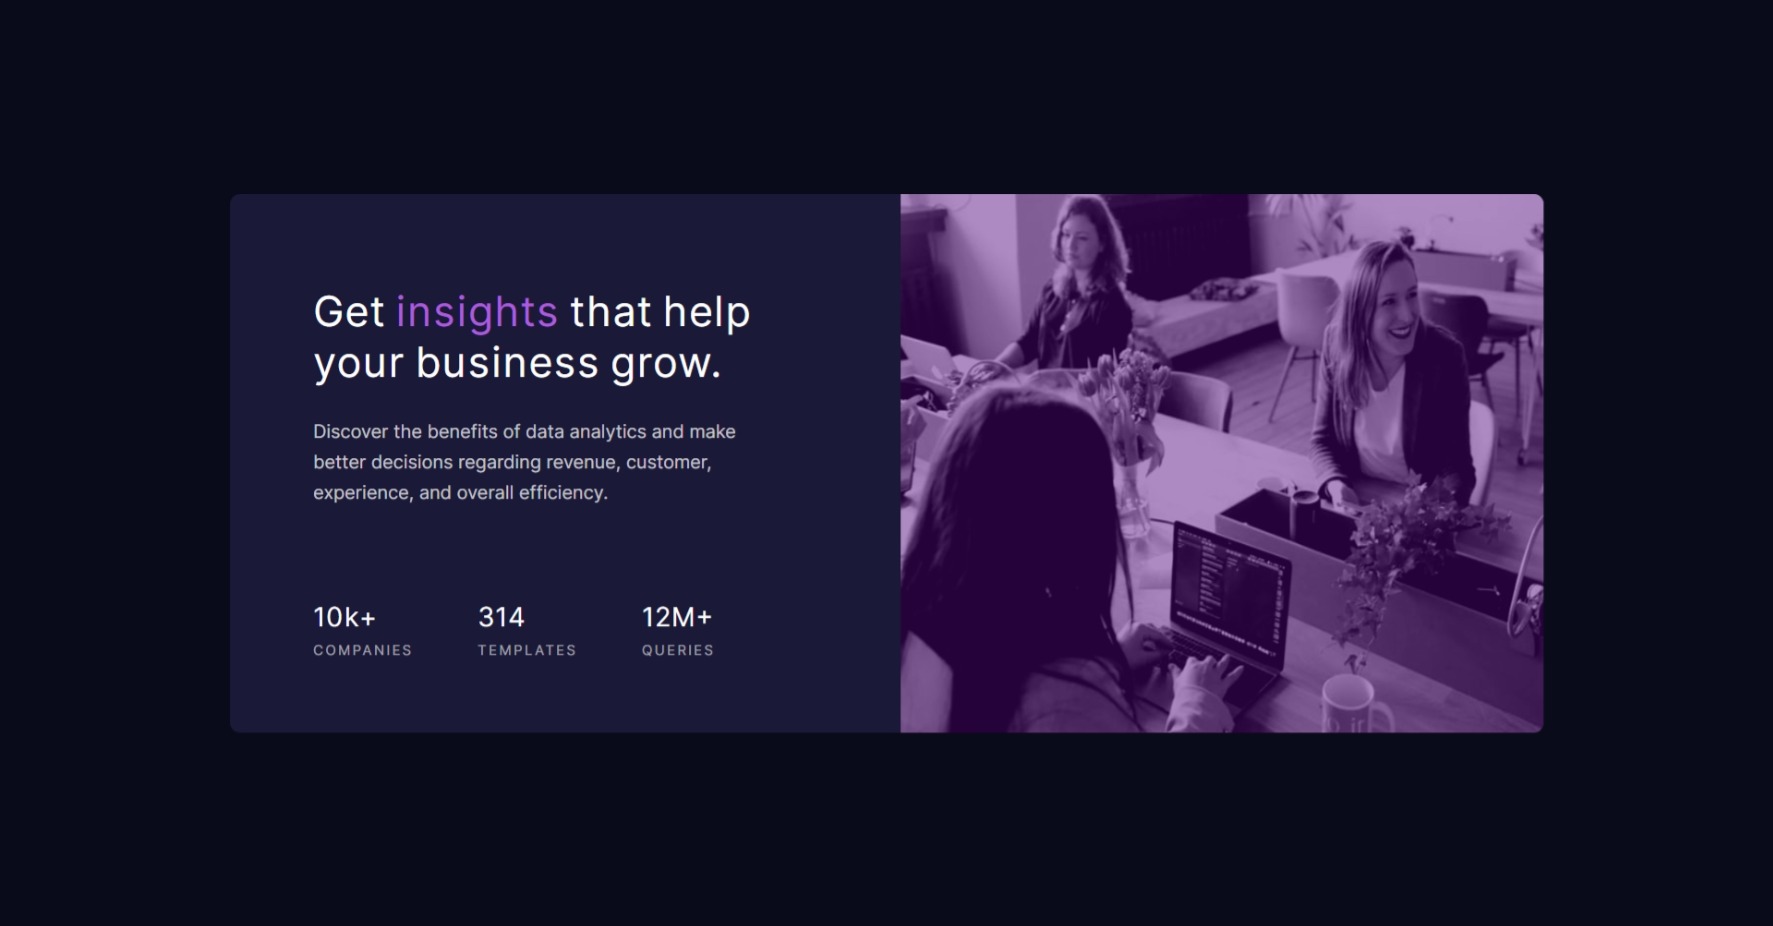 Get insights that help
your business grow.
Discover the benefits of data analytics and make
better decisions regarding revenue, customer,
experience, and overall efficiency.
10k+ 314 12M+
COMPANIES TEMPLATES QUERIES